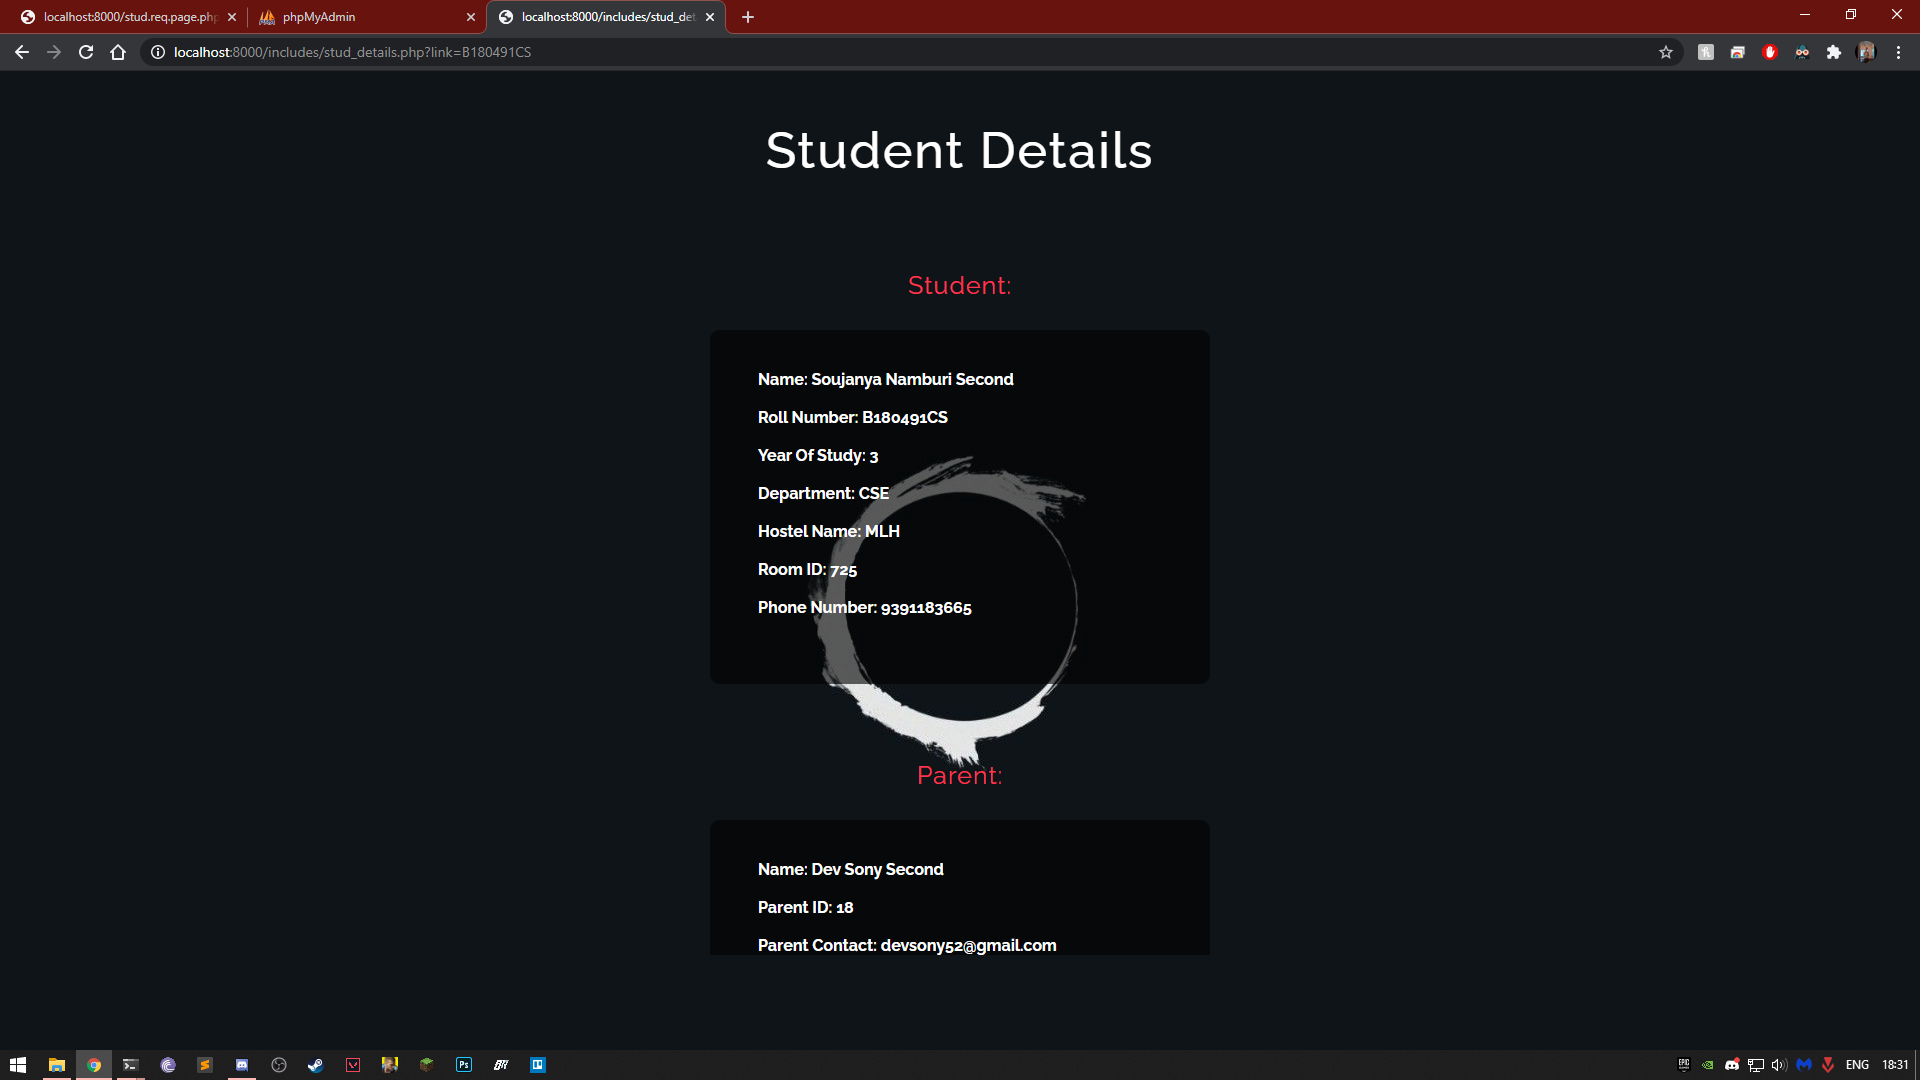 localhost:8000/stud.req.page.php
phpMyAdmin
localhost:8000/includes/stud_det
localhost:8000/includes/stud_details.php?link=B180491CS
Student Details
Student:
Name: Soujanya Namburi Second
Roll Number: B180491CS
Year Of Study: 3
Department: CSE
Hostel Name: MLH
Room ID: 725
Phone Number: 9391183665
Parent:
Name: Dev Sony Second
Parent ID: 18
Parent Contact: devsony52@gmail.com
Ps
ENG
18:31